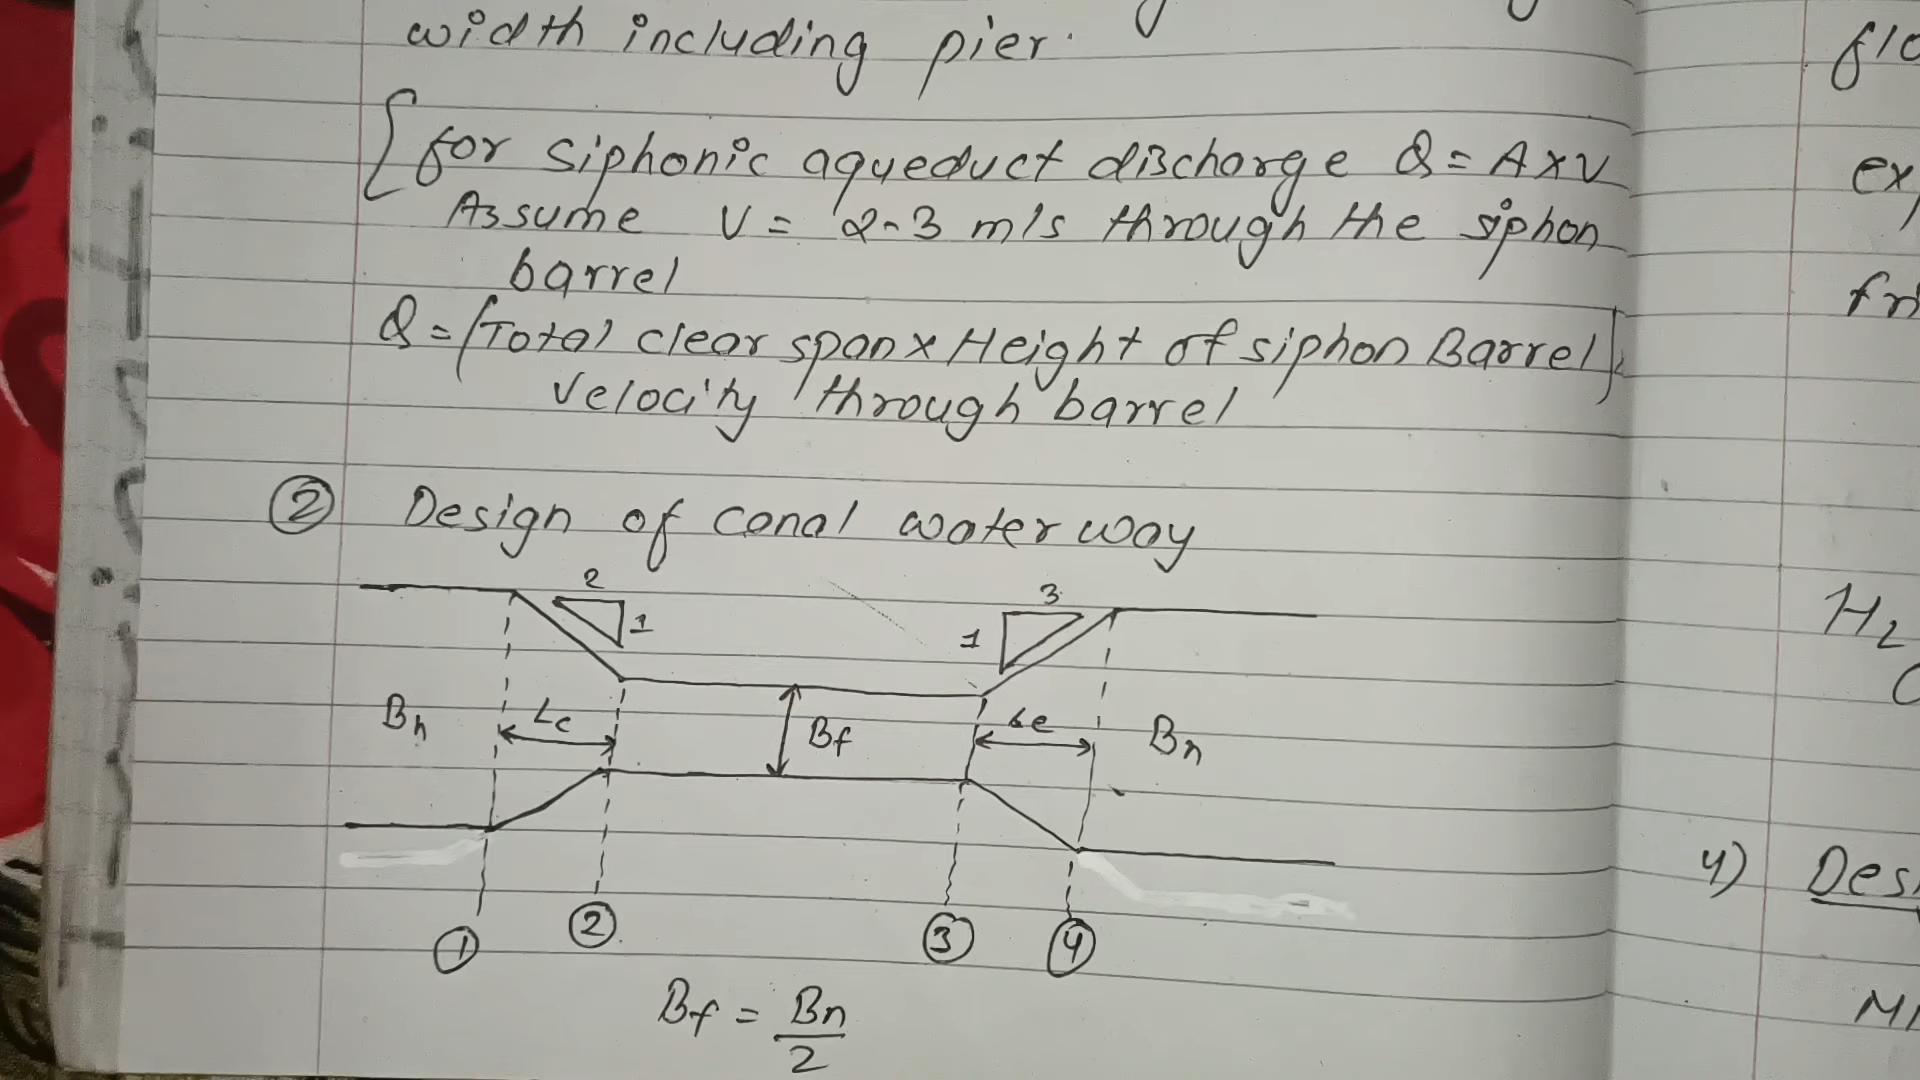 width including pier.
for siphonic aqueduct discharge Q = A x v
Assume V = 2-3 m/s through the siphon
barrel
Q = (Total clear span x Height of siphon Barrel)
velocity through barrel
② Design of canal water way
2
1
3
1
Bn
Lc
Bf
Le
Bn
①
②
③
④
Bf = Bn
2
H2
4) Des